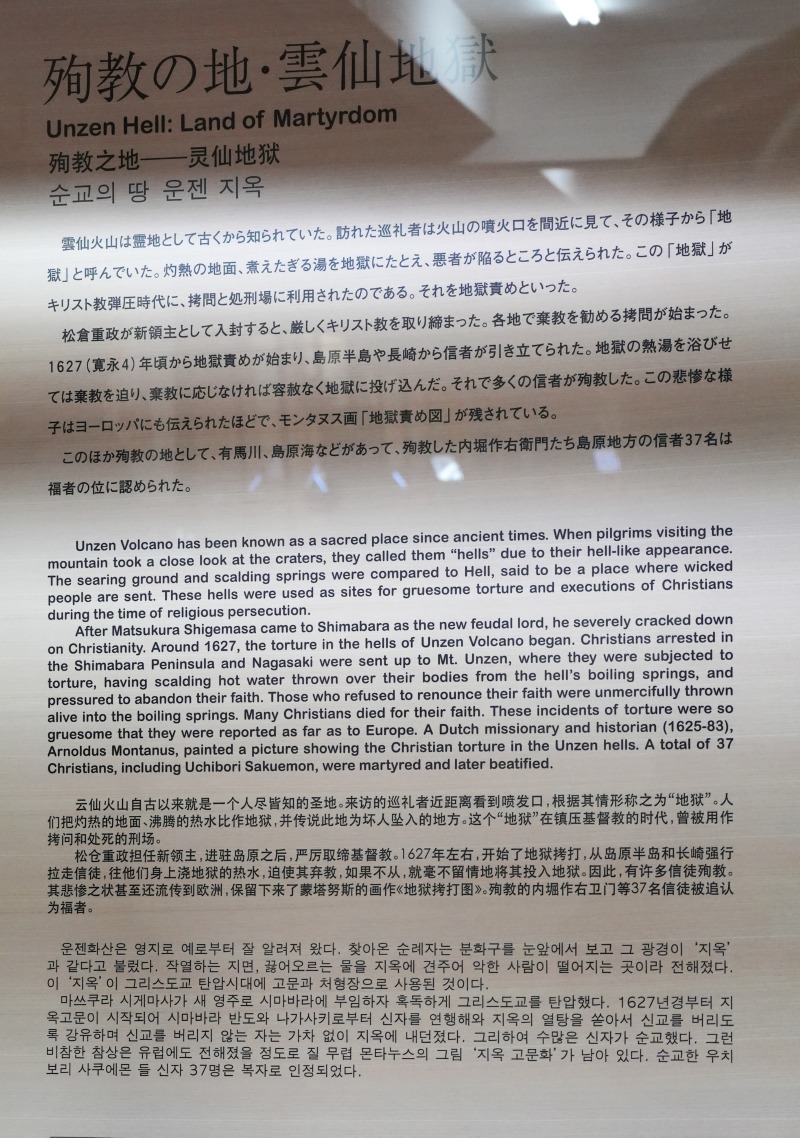 殉教の地・雲仙地獄
Unzen Hell: Land of Martyrdom
殉教之地——灵仙地狱
순교의 땅 운젠 지옥
雲仙火山は霊地として古くから知られていた。訪れた巡礼者は火山の噴火口を間近に見て、その様子から「地
獄」と呼んでいた。灼熱の地面、煮えたぎる湯を地獄にたとえ、悪者が陥るところと伝えられた。この「地獄」が
キリスト教弾圧時代に、拷問と処刑場に利用されたのである。それを地獄責めといった。
松倉重政が新領主として入封すると、厳しくキリスト教を取り締まった。各地で棄教を勧める拷問が始まった。
1627(寛永4)年頃から地獄責めが始まり、島原半島や長崎から信者が引き立てられた。地獄の熱湯を浴びせ
ては棄教を迫り、棄教に応じなければ容赦なく地獄に投げ込んだ。それで多くの信者が殉教した。この悲惨な様
子はヨーロッパにも伝えられたほどで、モンタヌス画「地獄責め図」が残されている。
このほか殉教の地として、有馬川、島原海などがあって、殉教した内堀作右衛門たち島原地方の信者37名は
福者の位に認められた。
Unzen Volcano has been known as a sacred place since ancient times. When pilgrims visiting the
mountain took a close look at the craters, they called them “hells” due to their hell-like appearance.
The searing ground and scalding springs were compared to Hell, said to be a place where wicked
people are sent. These hells were used as sites for gruesome torture and executions of Christians
during the time of religious persecution.
After Matsukura Shigemasa came to Shimabara as the new feudal lord, he severely cracked down
on Christianity. Around 1627, the torture in the hells of Unzen Volcano began. Christians arrested in
the Shimabara Peninsula and Nagasaki were sent up to Mt. Unzen, where they were subjected to
torture, having scalding hot water thrown over their bodies from the hell’s boiling springs, and
pressured to abandon their faith. Those who refused to renounce their faith were unmercifully thrown
alive into the boiling springs. Many Christians died for their faith. These incidents of torture were so
gruesome that they were reported as far as to Europe. A Dutch missionary and historian (1625-83),
Arnoldus Montanus, painted a picture showing the Christian torture in the Unzen hells. A total of 37
Christians, including Uchibori Sakuemon, were martyred and later beatified.
云仙火山自古以来就是一个人尽皆知的圣地。来访的巡礼者近距离看到喷发口，根据其情形称之为“地狱”。人
们把灼热的地面、沸腾的热水比作地狱，并传说此地为坏人坠入的地方。这个“地狱”在镇压基督教的时代，曾被用作
拷问和处死的刑场。
松仓重政担任新领主，进驻岛原之后，严厉取缔基督教。1627年左右，开始了地狱拷打，从岛原半岛和长崎强行
拉走信徒，往他们身上浇地狱的热水，迫使其弃教，如果不从，就毫不留情地将其投入地狱。因此，有许多信徒殉教。
其悲惨之状甚至还流传到欧洲，保留下来了蒙塔努斯的画作《地狱拷打图》。殉教的内堀作右卫门等37名信徒被追认
为福者。
운젠화산은 영지로 예로부터 잘 알려져 왔다. 찾아온 순례자는 분화구를 눈앞에서 보고 그 광경이 ‘지옥’
과 같다고 불렀다. 작열하는 지면, 끓어오르는 물을 지옥에 견주어 악한 사람이 떨어지는 곳이라 전해졌다.
이 ‘지옥’이 그리스도교 탄압시대에 고문과 처형장으로 사용된 것이다.
마쓰쿠라 시게마사가 새 영주로 시마바라에 부임하자 혹독하게 그리스도교를 탄압했다. 1627년경부터 지
옥고문이 시작되어 시마바라 반도와 나가사키로부터 신자를 연행해와 지옥의 열탕을 쏟아서 신교를 버리도
록 강유하며 신교를 버리지 않는 자는 가차 없이 지옥에 내던졌다. 그리하여 수많은 신자가 순교했다. 그런
비참한 참상은 유럽에도 전해졌을 정도로 질 무렵 몬타누스의 그림 ‘지옥 고문화’가 남아 있다. 순교한 우치
보리 사쿠에몬 들 신자 37명은 복자로 인정되었다.